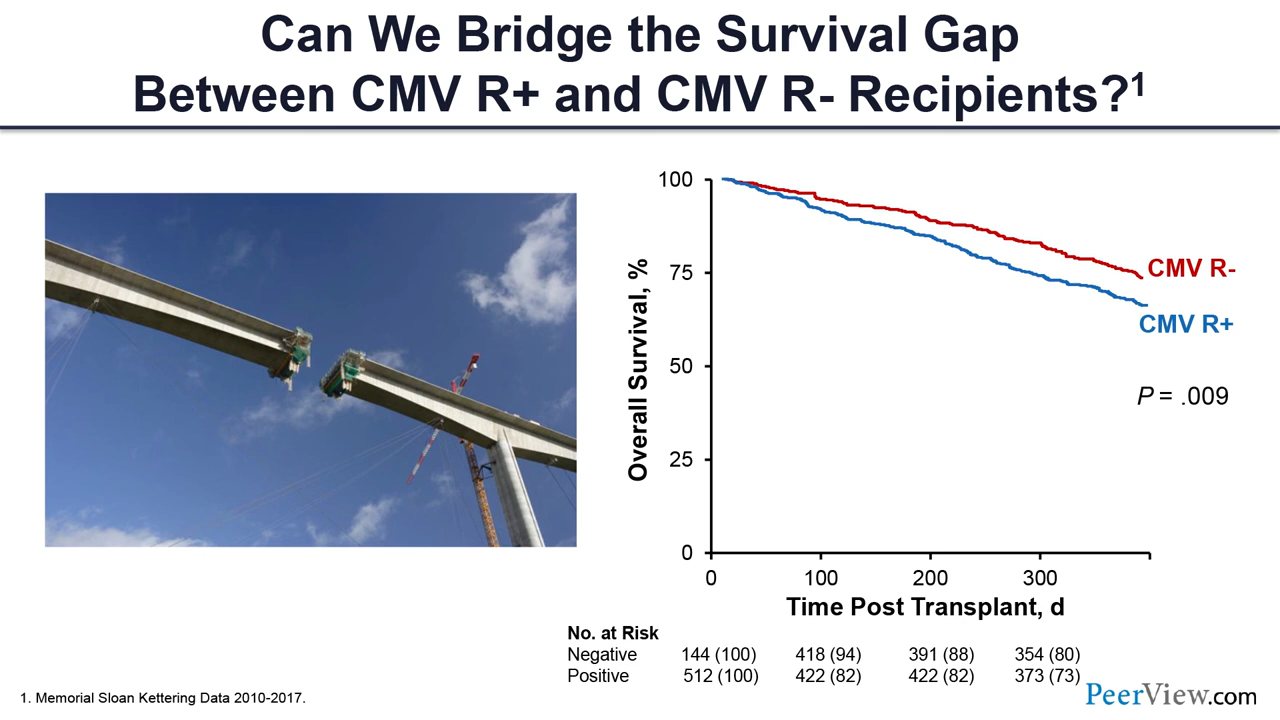 Can We Bridge the Survival Gap
Between CMV R+ and CMV R- Recipients?1
100
75
50
25
0
Overall Survival, %
CMV R-
CMV R+
P = .009
0 100 200 300
Time Post Transplant, d
No. at Risk
Negative 144 (100) 418 (94) 391 (88) 354 (80)
Positive 512 (100) 422 (82) 422 (82) 373 (73)
1. Memorial Sloan Kettering Data 2010-2017.
PeerView.com